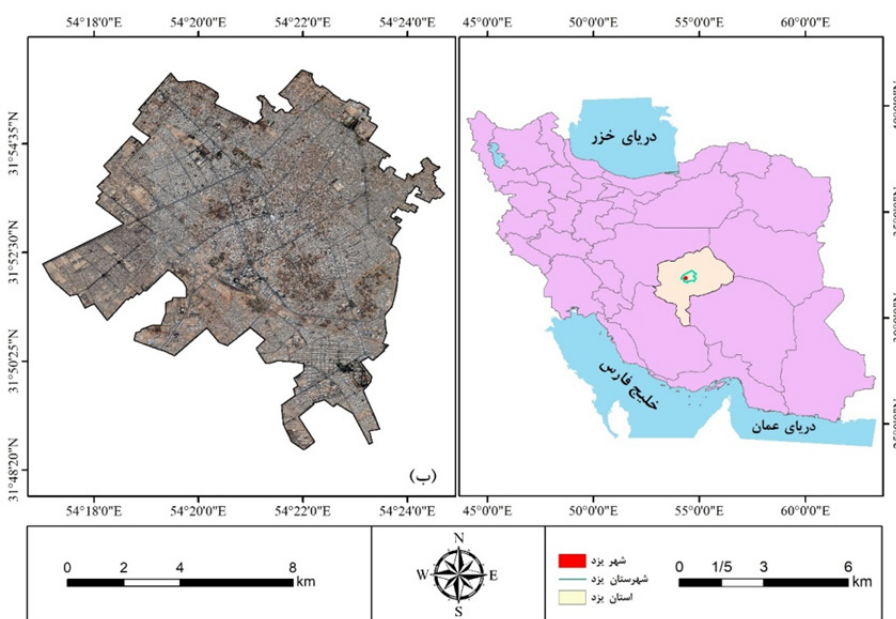 54°18'0"E 54°20'0"E 54°22'0"E 54°24'0"E
45°0'0"E 50°0'0"E 55°0'0"E 60°0'0"E
31°54'35"N
31°52'30"N
31°50'25"N
31°48'20"N
دریای خزر
خلیج فارس
دریای عمان
(ب)
54°18'0"E 54°20'0"E 54°22'0"E 54°24'0"E
45°0'0"E 50°0'0"E 55°0'0"E 60°0'0"E
0 2 4 8
km
N
W E
S
شهر یزد
شهرستان یزد
استان یزد
0 1/5 3 6
km